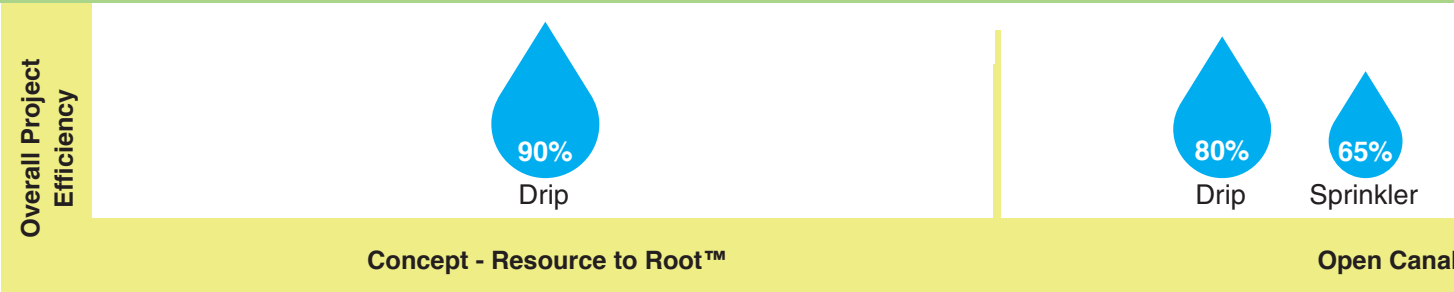 Overall Project
Efficiency
90%
Drip
80%
Drip
65%
Sprinkler
Concept - Resource to Root™
Open Canal